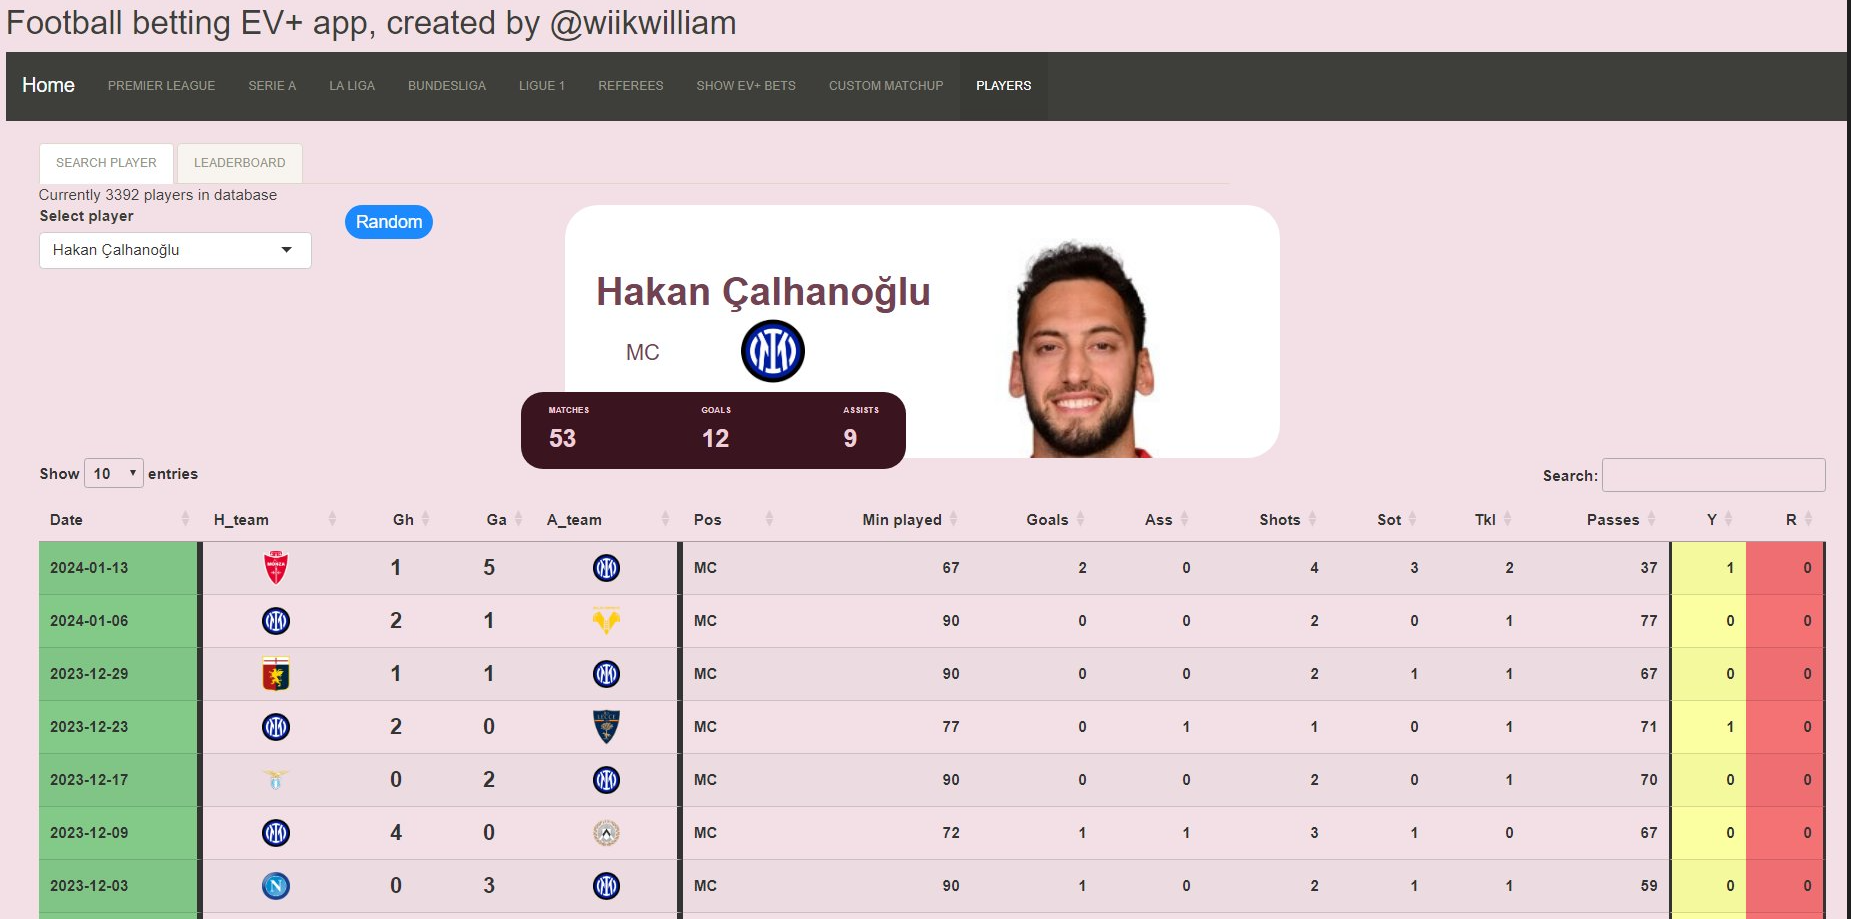 Football betting EV+ app, created by @wiikwilliam
Home PREMIER LEAGUE SERIE A LA LIGA BUNDESLIGA LIGUE 1 REFEREES SHOW EV+ BETS CUSTOM MATCHUP PLAYERS
SEARCH PLAYER LEADERBOARD
Currently 3392 players in database
Select player
Random
Hakan Çalhanoğlu
Hakan Çalhanoğlu
MC
MATCHES GOALS ASSISTS
53 12 9
Show 10 entries
Search:
Date H_team Gh Ga A_team Pos Min played Goals Ass Shots Sot Tkl Passes Y R
2024-01-13 1 5 MC 67 2 0 4 3 2 37 1 0
2024-01-06 2 1 MC 90 0 0 2 0 1 77 0 0
2023-12-29 1 1 MC 90 0 0 2 1 1 67 0 0
2023-12-23 2 0 MC 77 0 1 1 0 1 71 1 0
2023-12-17 0 2 MC 90 0 0 2 0 1 70 0 0
2023-12-09 4 0 MC 72 1 1 3 1 0 67 0 0
2023-12-03 0 3 MC 90 1 0 2 1 1 59 0 0